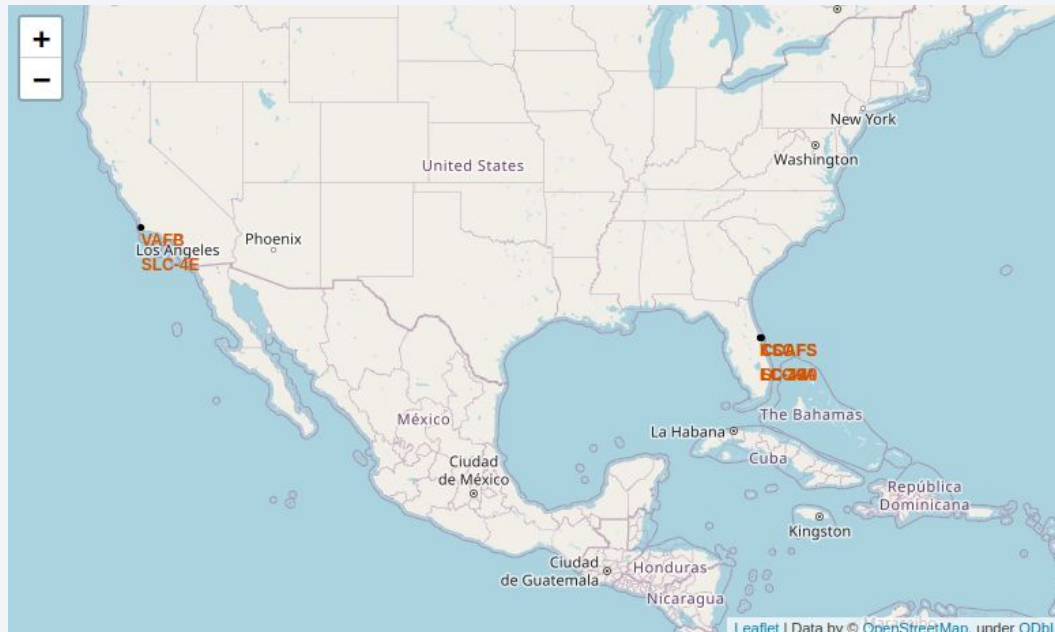 +
−
New York
Washington
United States
VAFB
Los Angeles
SLC-4E
Phoenix
The Bahamas
México
La Habana
Cuba
Ciudad
de México
República
Dominicana
Kingston
Ciudad
de Guatemala
Honduras
Nicaragua
Leaflet | Data by © OpenStreetMap, under ODbL